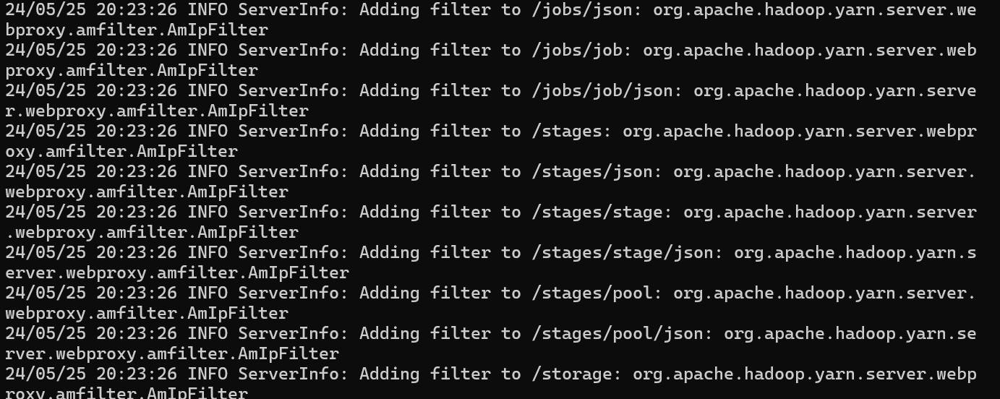 24/05/25 20:23:26 INFO ServerInfo: Adding filter to /jobs/json: org.apache.hadoop.yarn.server.we
bproxy.amfilter.AmIpFilter
24/05/25 20:23:26 INFO ServerInfo: Adding filter to /jobs/job: org.apache.hadoop.yarn.server.web
proxy.amfilter.AmIpFilter
24/05/25 20:23:26 INFO ServerInfo: Adding filter to /jobs/job/json: org.apache.hadoop.yarn.serve
r.webproxy.amfilter.AmIpFilter
24/05/25 20:23:26 INFO ServerInfo: Adding filter to /stages: org.apache.hadoop.yarn.server.webpr
oxy.amfilter.AmIpFilter
24/05/25 20:23:26 INFO ServerInfo: Adding filter to /stages/json: org.apache.hadoop.yarn.server.
webproxy.amfilter.AmIpFilter
24/05/25 20:23:26 INFO ServerInfo: Adding filter to /stages/stage: org.apache.hadoop.yarn.server
.webproxy.amfilter.AmIpFilter
24/05/25 20:23:26 INFO ServerInfo: Adding filter to /stages/stage/json: org.apache.hadoop.yarn.s
erver.webproxy.amfilter.AmIpFilter
24/05/25 20:23:26 INFO ServerInfo: Adding filter to /stages/pool: org.apache.hadoop.yarn.server.
webproxy.amfilter.AmIpFilter
24/05/25 20:23:26 INFO ServerInfo: Adding filter to /stages/pool/json: org.apache.hadoop.yarn.se
rver.webproxy.amfilter.AmIpFilter
24/05/25 20:23:26 INFO ServerInfo: Adding filter to /storage: org.apache.hadoop.yarn.server.webp
roxy.amfilter.AmIpFilter